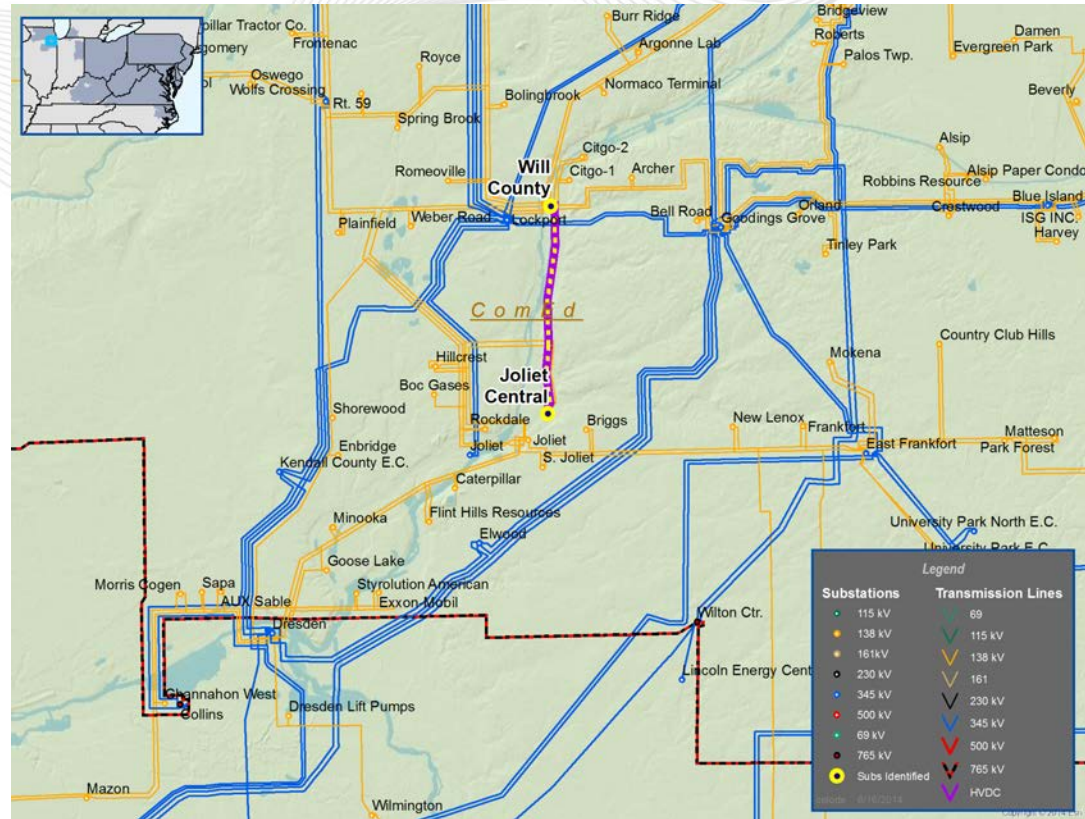 pillar Tractor Co.
Frontenac
Burr Ridge
Bridgeview
Roberts
Damen
Evergreen Park
Argonne Lab
Palos Twp.
Royce
Oswego
Wolfs Crossing
Rt. 59
Bolingbrook
Normaco Terminal
Beverly
Spring Brook
Alsip
Will
County
Citgo-2
Citgo-1
Archer
Romeoville
Robbins Resource
Alsip Paper Condo
Blue Island
Orland
Crestwood
ISG INC.
Harvey
Weber Road
Lockport
Bell Road
Goodings Grove
Plainfield
Tinley Park
ComEd
Country Club Hills
Hillcrest
Mokena
Joliet
Central
Boc Gases
Shorewood
Rockdale
Briggs
New Lenox
Frankfort
Matteson
Enbridge
Joliet
Joliet
East Frankfort
Park Forest
Kendall County E.C.
S. Joliet
Caterpillar
Minooka
Flint Hills Resources
Elwood
University Park North E.C.
University Park E.C.
Goose Lake
Morris Cogen
Sapa
Styrolution American
AUX Sable
Exxon-Mobil
Dresden
Wilton Ctr.
Lincoln Energy Cent
Channahon West
Collins
Dresden Lift Pumps
Mazon
Wilmington
Legend
Substations
115 kV
138 kV
161kV
230 kV
345 kV
500 kV
69 kV
765 kV
Subs Identified
Transmission Lines
69
115 kV
138 kV
161
230 kV
345 kV
500 kV
765 kV
HVDC
6/16/2014